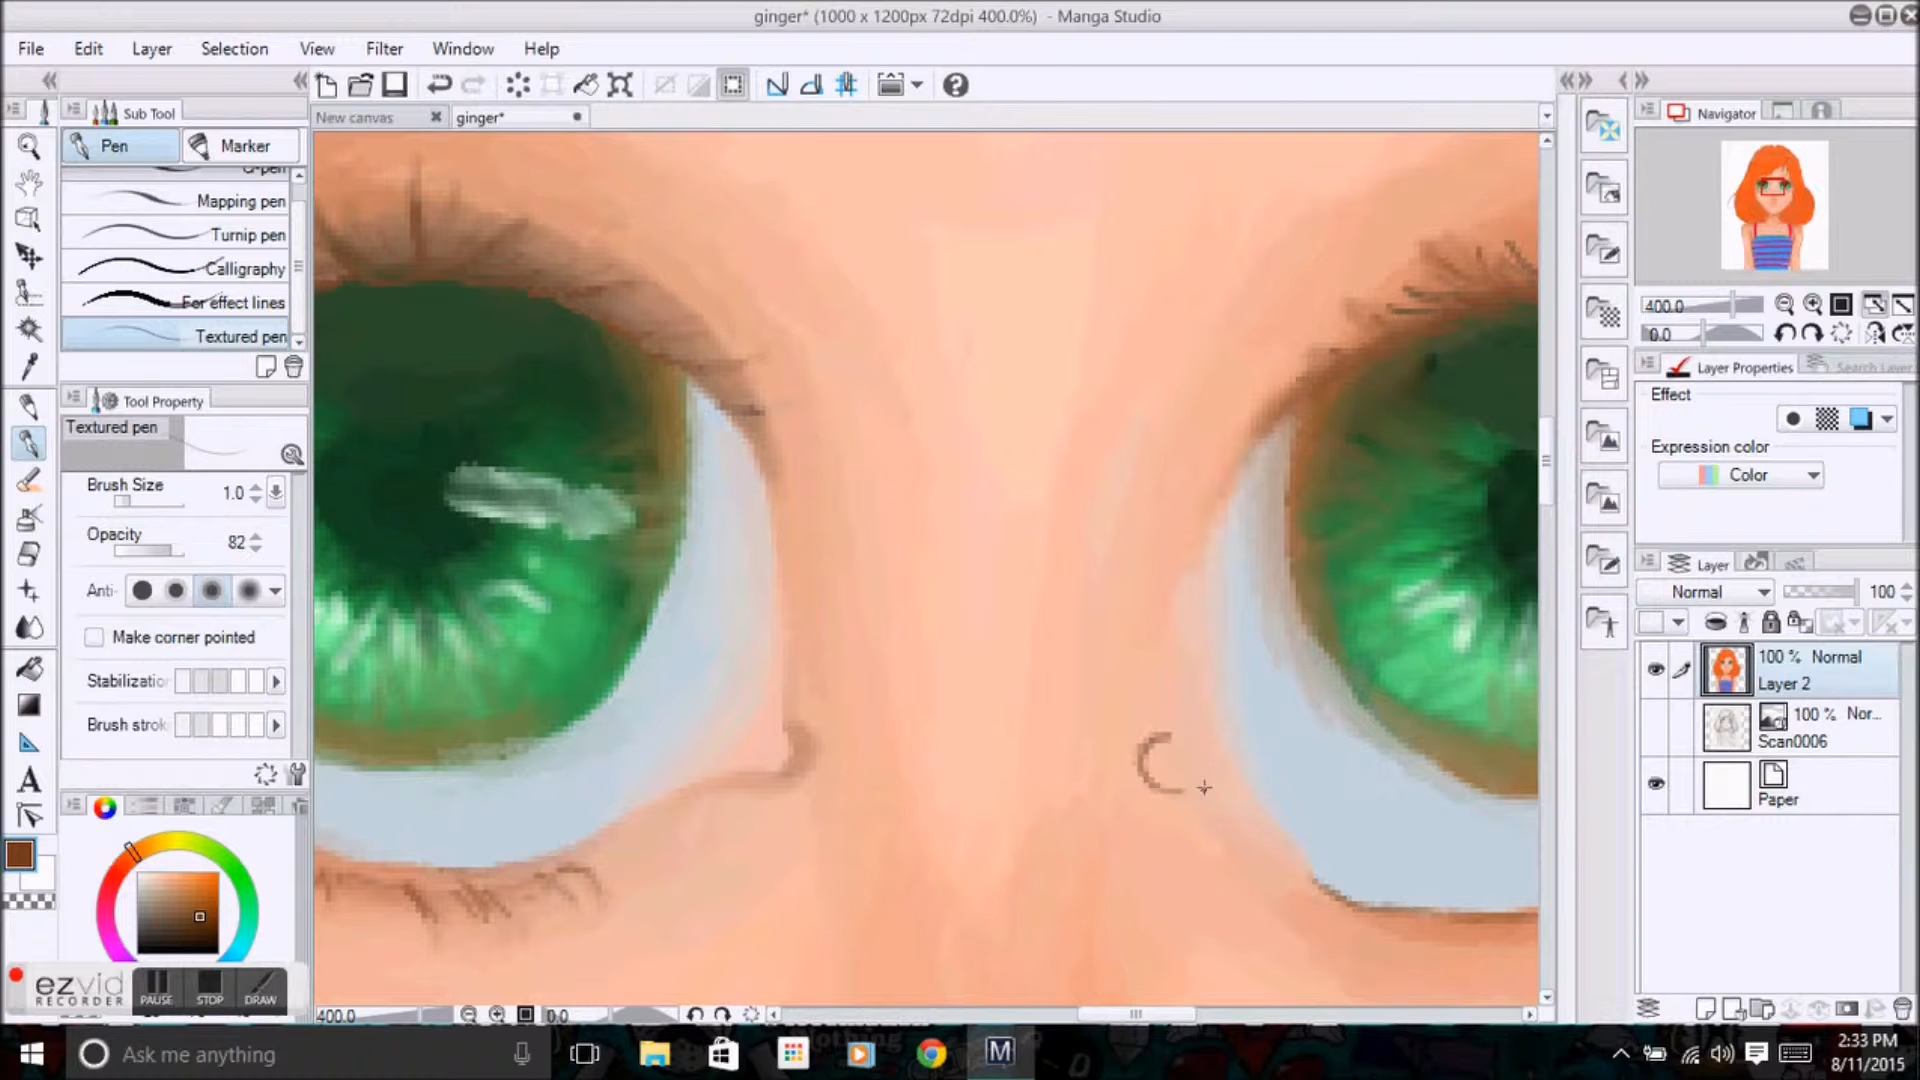 ginger* (1000 x 1200px 72dpi 400.0%) - Manga Studio
File Edit Layer Selection View Filter Window Help
Sub Tool
New canvas
ginger*
Navigator
Pen
Marker
G-pen
Mapping pen
Turnip pen
Calligraphy
For effect lines
Textured pen
Tool Property
Textured pen
Brush Size 1.0
Opacity 82
Anti-
Make corner pointed
Stabilization
Brush strok
400.0
0.0
Layer Properties
Search Layer
Effect
Expression color
Color
Layer
Normal 100
100 % Normal
Layer 2
100 % Nor...
Scan0006
Paper
ezvid
RECORDER
PAUSE STOP DRAW
400.0 0.0
Ask me anything
2:33 PM
8/11/2015